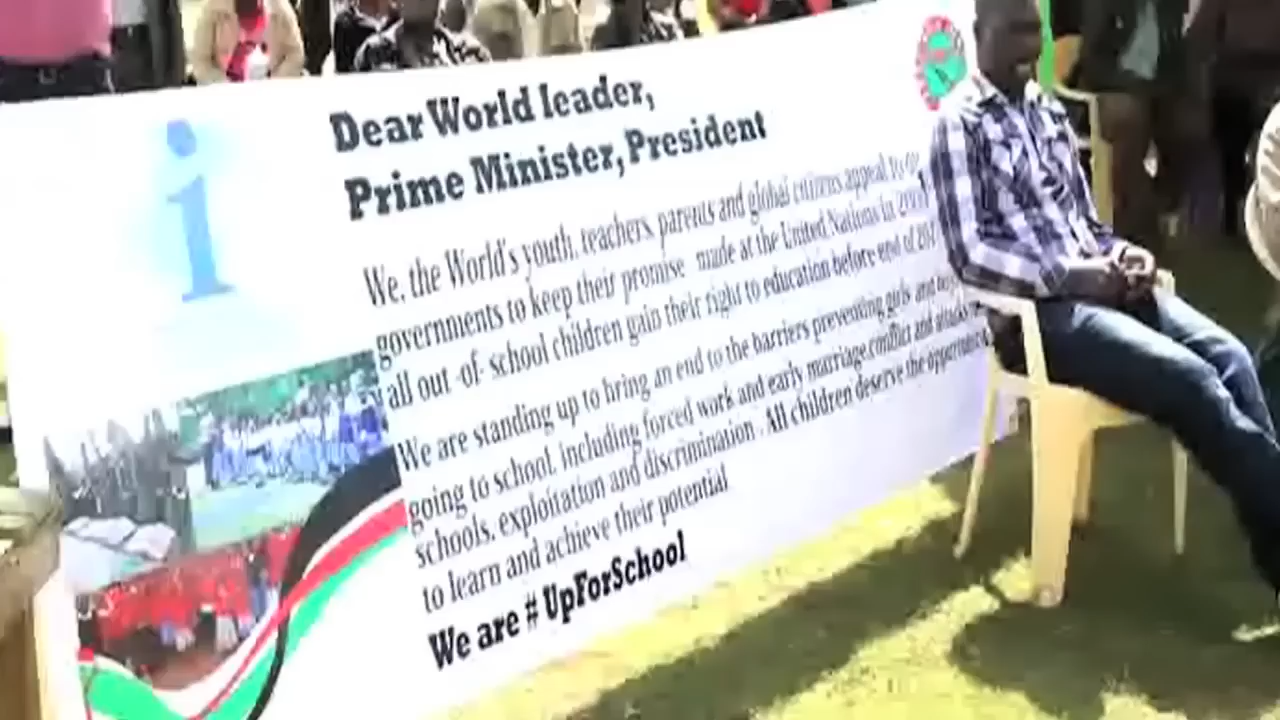 i
Dear World leader,
Prime Minister, President
We, the World's youth, teachers, parents and global citizens appeal to
governments to keep their promise made at the United Nations in
all out -of- school children gain their right to education before end of
We are standing up to bring an end to the barriers preventing girls and
going to school, including forced work and early marriage, conflict and attacks
schools, exploitation and discrimination . All children deserve the
to learn and achieve their potential
We are # UpForSchool